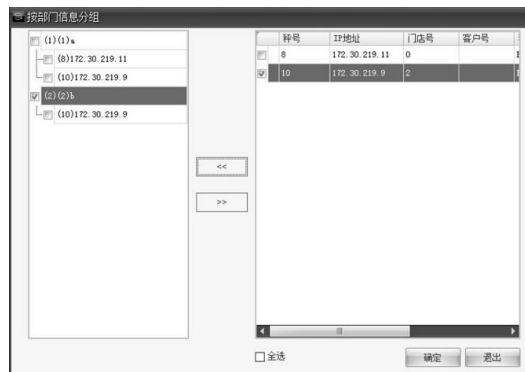 按部门信息分组
(1)(1)a
(8)172.30.219.11
(10)172.30.219.9
(2)(2)b
(10)172.30.219.9
<<
>>
秤号 IP地址 门店号 客户号
8 172.30.219.11 0
10 172.30.219.9 2
全选
确定 退出